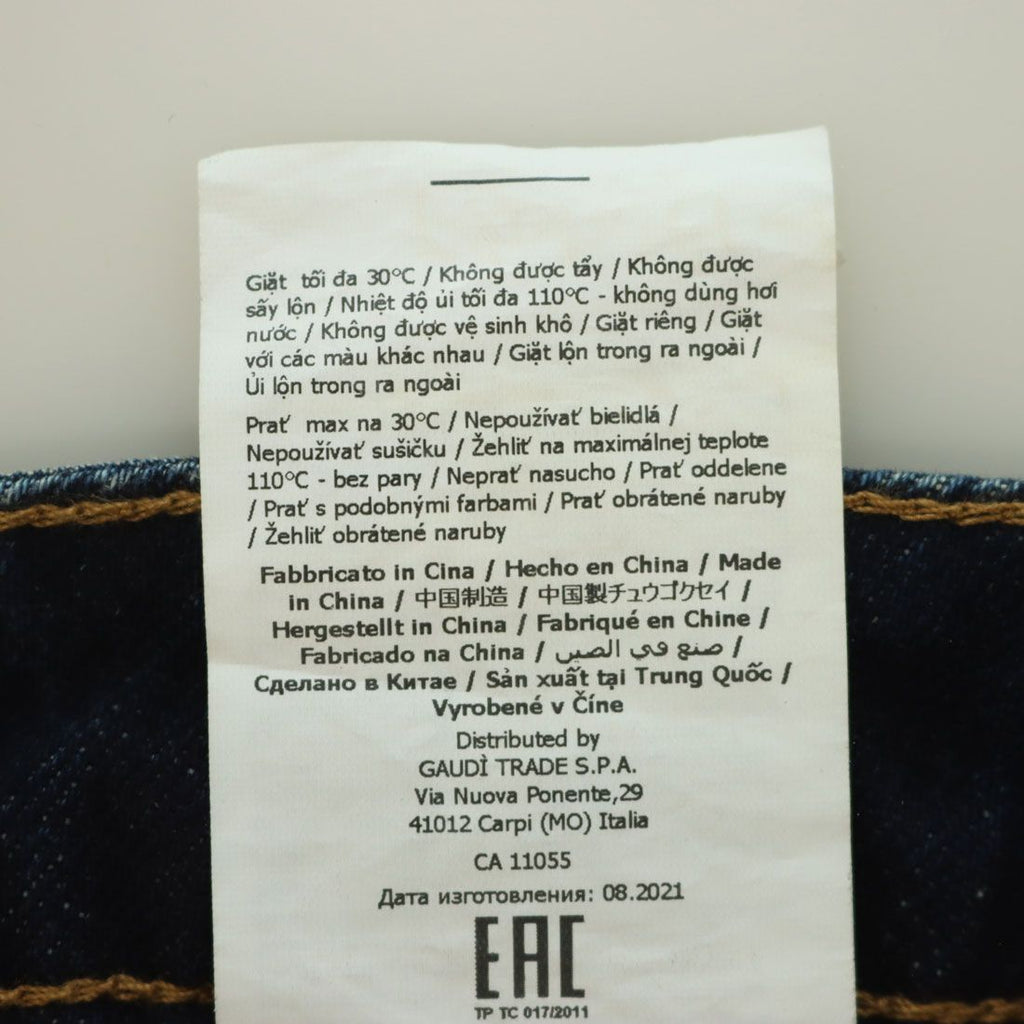 Giặt tối đa 30°C / Không được tẩy / Không được
sấy lộn / Nhiệt độ ủi tối đa 110°C - không dùng hơi
nước / Không được vệ sinh khô / Giặt riêng / Giặt
với các màu khác nhau / Giặt lộn trong ra ngoài /
Ủi lộn trong ra ngoài
Prať max na 30°C / Nepoužívať bielidlá /
Nepoužívať sušičku / Žehliť na maximálnej teplote
110°C - bez pary / Neprať nasucho / Prať oddelene
/ Prať s podobnými farbami / Prať obrátené naruby
/ Žehliť obrátené naruby
Fabbricato in Cina / Hecho en China / Made
in China / 中国制造 / 中国製チュウゴクセイ /
Hergestellt in China / Fabriqué en Chine /
Fabricado na China / صنع في الصين /
Сделано в Китае / Sản xuất tại Trung Quốc /
Vyrobené v Číne
Distributed by
GAUDÌ TRADE S.P.A.
Via Nuova Ponente,29
41012 Carpi (MO) Italia
CA 11055
Дата изготовления: 08.2021
EAC
TP TC 017/2011